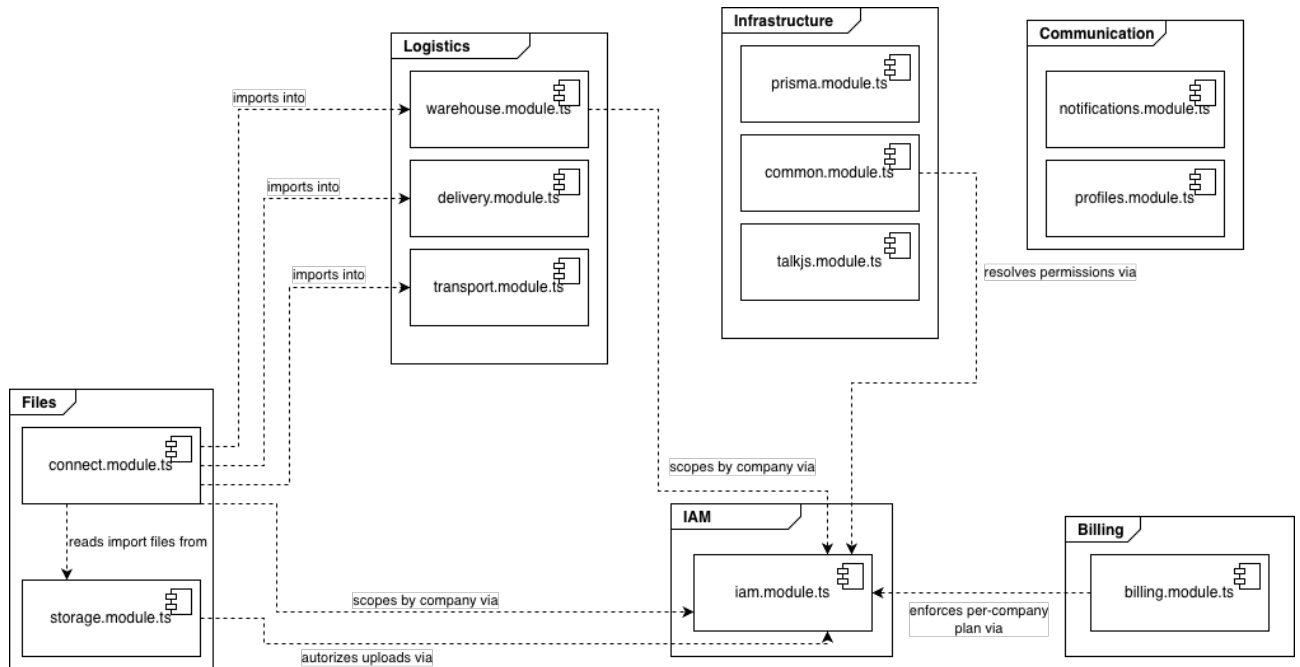 Infrastructure
Communication
Logistics
prisma.module.ts
warehouse.module.ts
notifications.module.ts
imports into
common.module.ts
delivery.module.ts
profiles.module.ts
imports into
talkjs.module.ts
transport.module.ts
imports into
resolves permissions via
Files
connect.module.ts
scopes by company via
IAM
Billing
reads import files from
iam.module.ts
billing.module.ts
storage.module.ts
scopes by company via
enforces per-company
plan via
autorizes uploads via